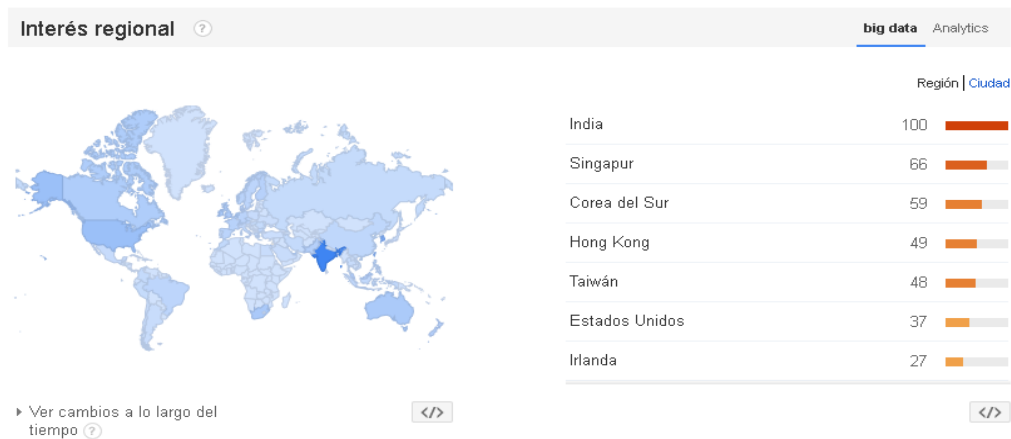 Interés regional ? big data Analytics
Región | Ciudad
India 100
Singapur 66
Corea del Sur 59
Hong Kong 49
Taiwán 48
Estados Unidos 37
Irlanda 27
Ver cambios a lo largo del
tiempo ?
</> </>